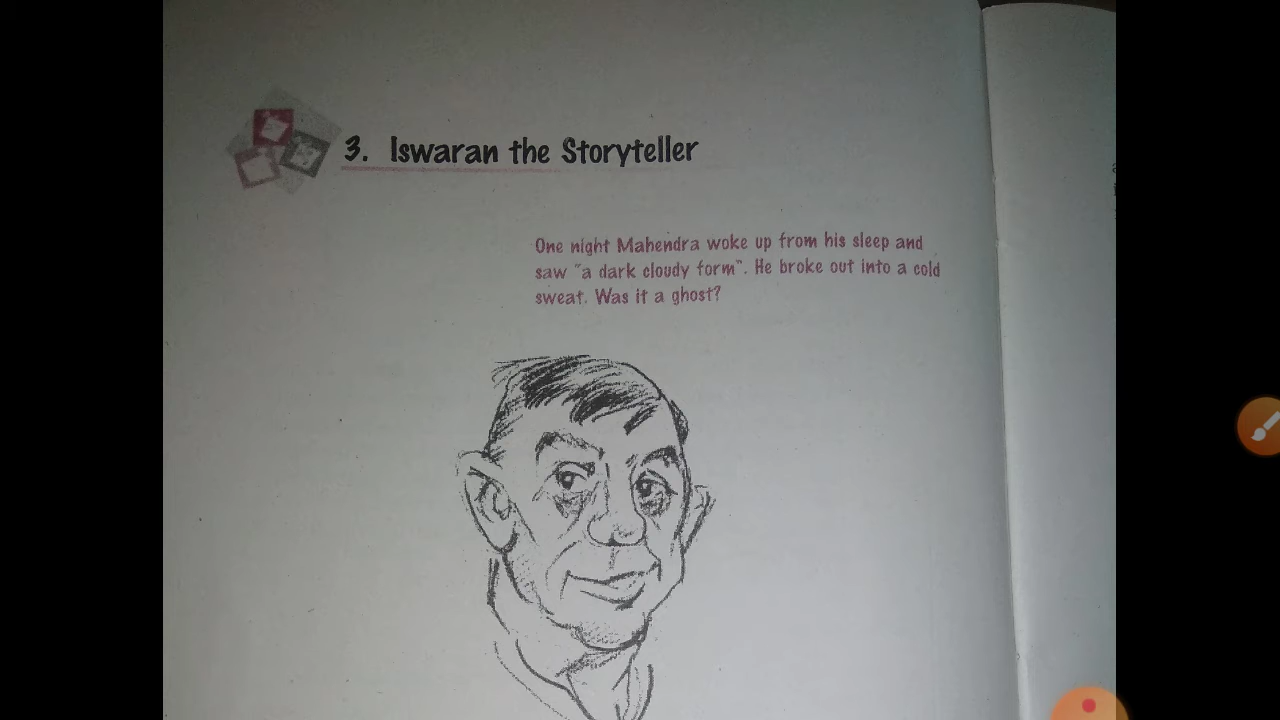 3. Iswaran the Storyteller
One night Mahendra woke up from his sleep and
saw "a dark cloudy form". He broke out into a cold
sweat. Was it a ghost?